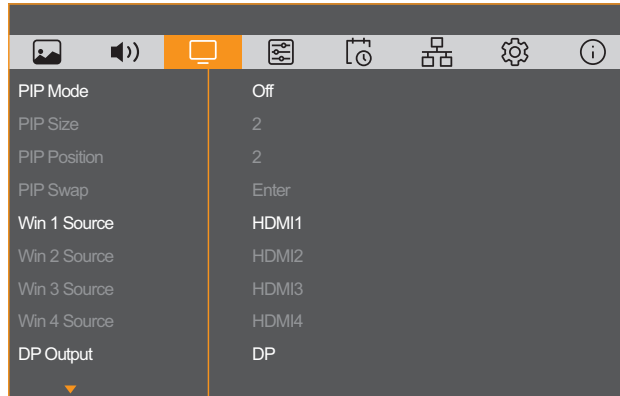 PIP Mode Off
PIP Size 2
PIP Position 2
PIP Swap Enter
Win 1 Source HDMI1
Win 2 Source HDMI2
Win 3 Source HDMI3
Win 4 Source HDMI4
DP Output DP